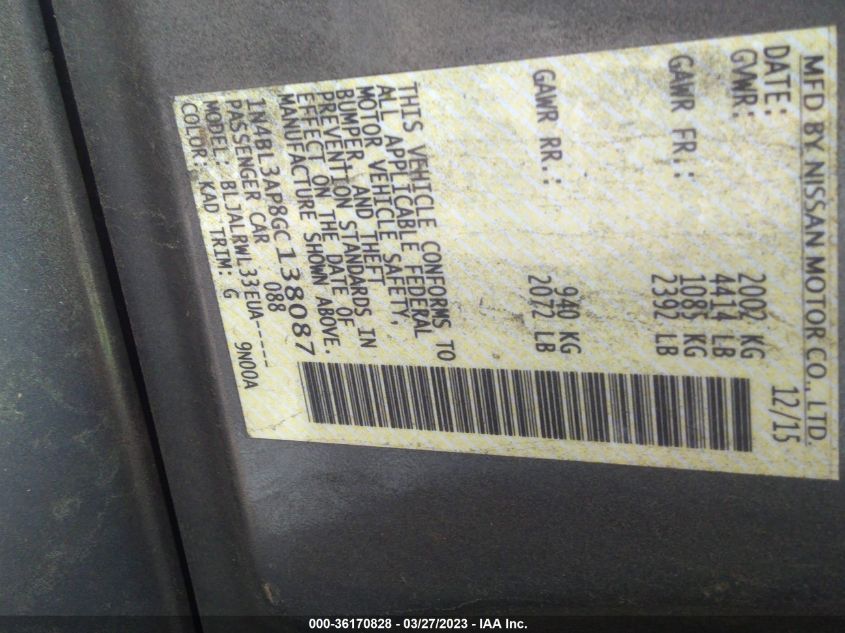 MFD BY NISSAN MOTOR CO., LTD.
DATE: 12/15
GVWR: 2002 KG
4414 LB
GAWR FR.: 1085 KG
2392 LB
GAWR RR.: 940 KG
2072 LB
THIS VEHICLE CONFORMS TO
ALL APPLICABLE FEDERAL
MOTOR VEHICLE SAFETY,
BUMPER AND THEFT
PREVENTION STANDARDS IN
EFFECT ON THE DATE OF
MANUFACTURE SHOWN ABOVE.
1N4BL3AP8GC138087
PASSENGER CAR 088
MODEL: BLJALRWL33EUA----- 9N00A
COLOR: KAD TRIM: G
000-36170828 - 03/27/2023 - IAA Inc.